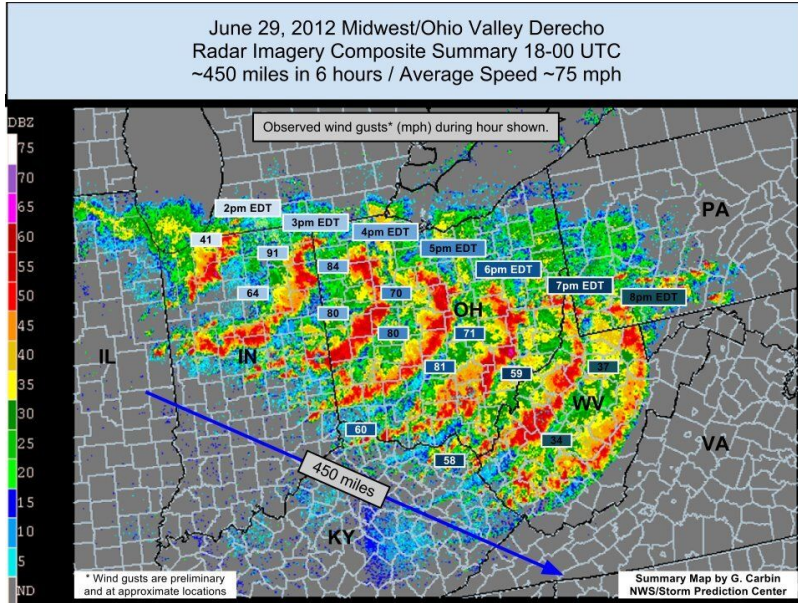 June 29, 2012 Midwest/Ohio Valley Derecho
Radar Imagery Composite Summary 18-00 UTC
~450 miles in 6 hours / Average Speed ~75 mph
DBZ
75
70
65
60
55
50
45
40
35
30
25
20
15
10
5
ND
Observed wind gusts* (mph) during hour shown.
2pm EDT
3pm EDT
4pm EDT
5pm EDT
6pm EDT
7pm EDT
8pm EDT
PA
41
91
84
64
70
80
80
OH
71
IL
IN
81
59
37
WV
60
34
58
VA
450 miles
KY
* Wind gusts are preliminary
and at approximate locations
Summary Map by G. Carbin
NWS/Storm Prediction Center